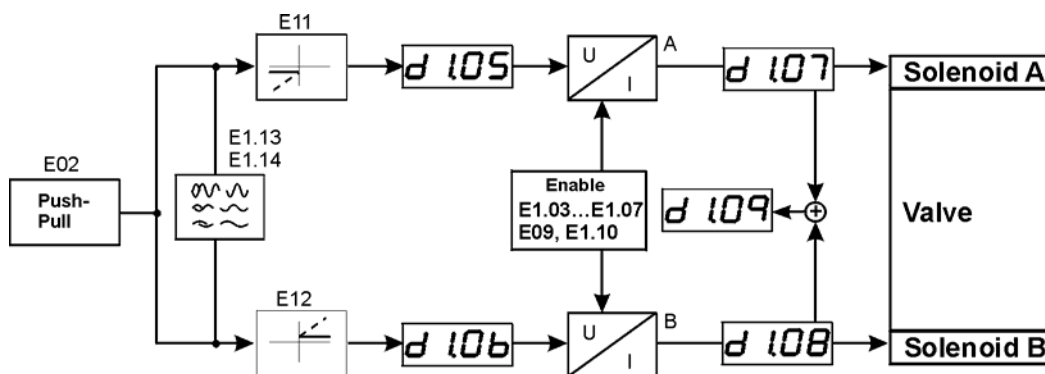 E11
d 1.05
U
I
A
d 1.07
Solenoid A
E1.13
E1.14
E02
Push-
Pull
Enable
E1.03...E1.07
E09, E1.10
d 1.09
Valve
E12
d 1.06
U
I
B
d 1.08
Solenoid B